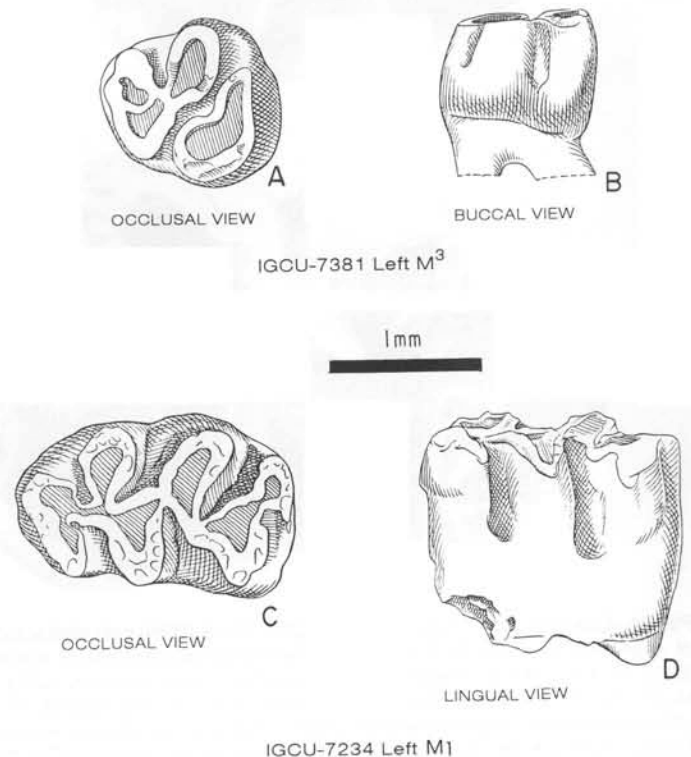 A
B
OCCLUSAL VIEW
BUCCAL VIEW
IGCU-7381 Left M³
1mm
C
D
OCCLUSAL VIEW
LINGUAL VIEW
IGCU-7234 Left M1